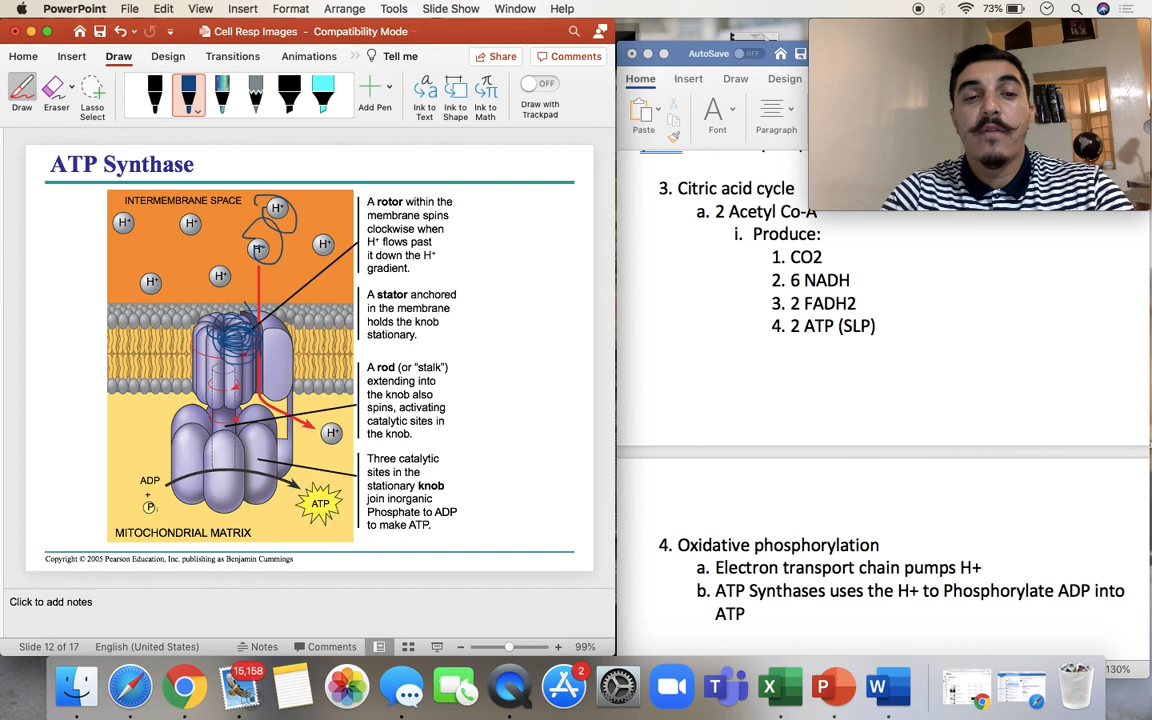 PowerPoint File Edit View Insert Format Arrange Tools Slide Show Window Help 73%
Cell Resp Images - Compatibility Mode
Home Insert Draw Design Transitions Animations Tell me Share Comments
Draw Eraser Lasso Select Add Pen Ink to Text Ink to Shape Ink to Math OFF Draw with Trackpad
ATP Synthase
INTERMEMBRANE SPACE
H+
H+
H+
H+
H+
H+
H+
A rotor within the
membrane spins
clockwise when
H+ flows past
it down the H+
gradient.
A stator anchored
in the membrane
holds the knob
stationary.
A rod (or “stalk”)
extending into
the knob also
spins, activating
catalytic sites in
the knob.
H+
Three catalytic
sites in the
stationary knob
join inorganic
Phosphate to ADP
to make ATP.
ADP
+
P i
ATP
MITOCHONDRIAL MATRIX
Copyright © 2005 Pearson Education, Inc. publishing as Benjamin Cummings
Click to add notes
Slide 12 of 17 English (United States) Notes Comments 99%
AutoSave OFF
Home Insert Draw Design
Paste Font Paragraph
3. Citric acid cycle
a. 2 Acetyl Co-A
i. Produce:
1. CO2
2. 6 NADH
3. 2 FADH2
4. 2 ATP (SLP)
4. Oxidative phosphorylation
a. Electron transport chain pumps H+
b. ATP Synthases uses the H+ to Phosphorylate ADP into
ATP
130%
15,158
2